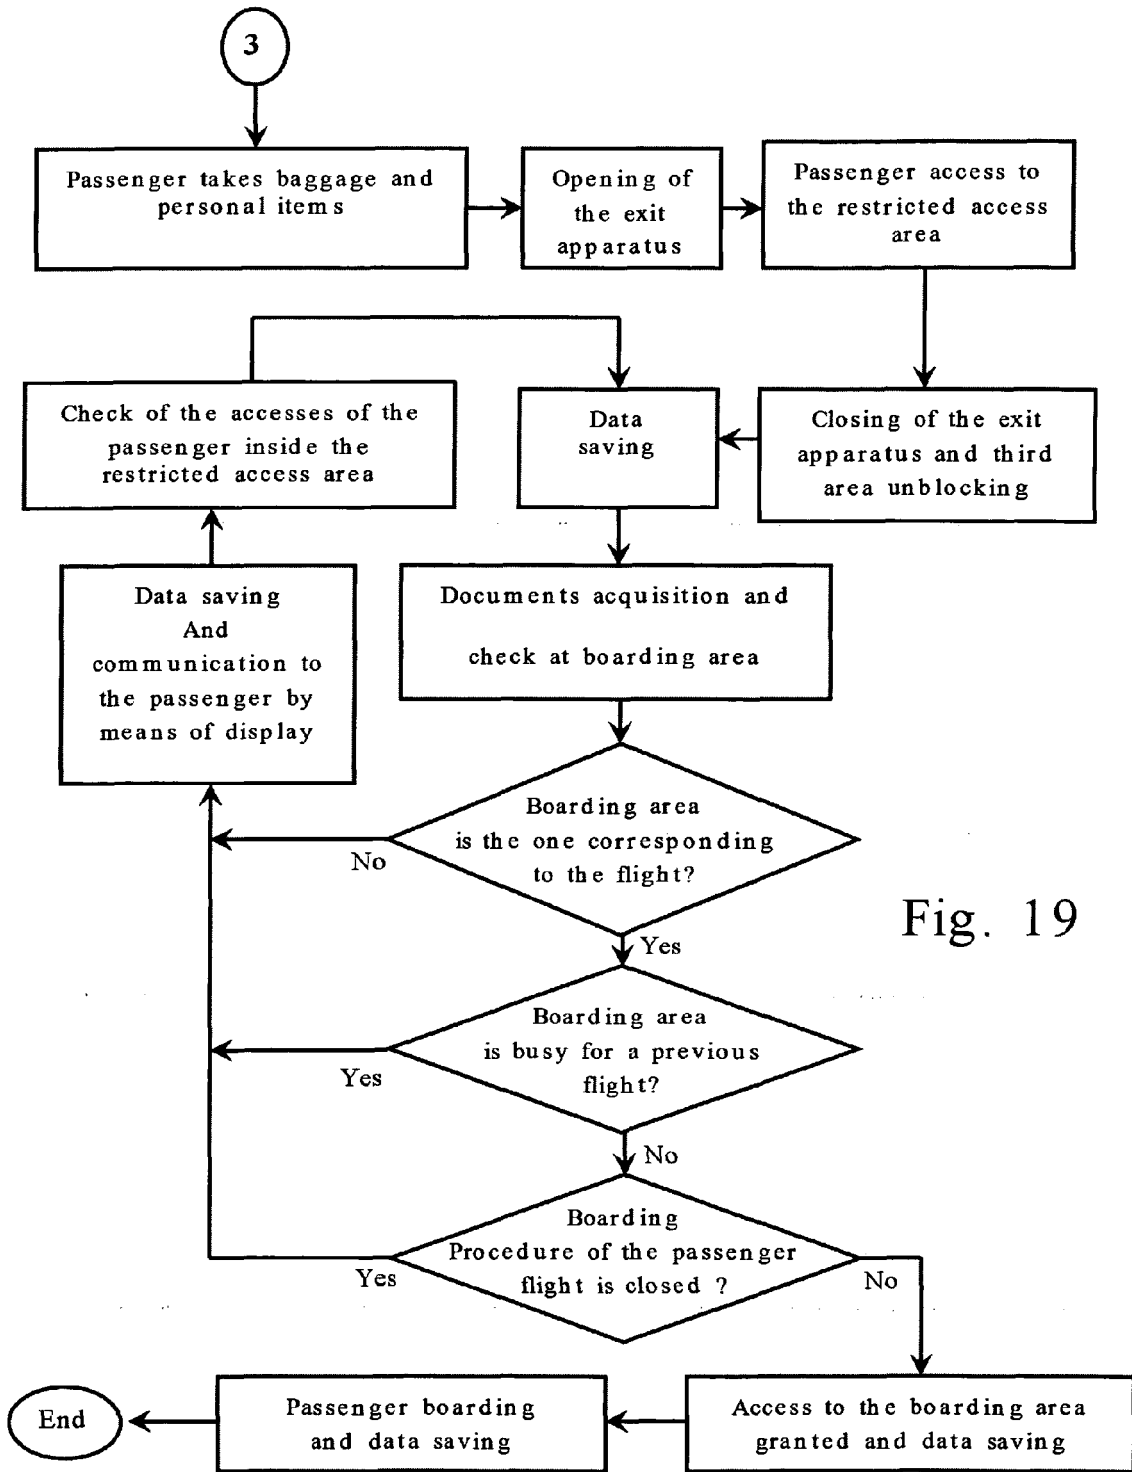 3
Passenger takes baggage and
personal items
Opening of
the exit
apparatus
Passenger access to
the restricted access
area
Check of the accesses of the
passenger inside the
restricted access area
Data
saving
Closing of the exit
apparatus and third
area unblocking
Data saving
And
communication to
the passenger by
means of display
Documents acquisition and
check at boarding area
Boarding area
is the one corresponding
to the flight?
No
Yes
Fig. 19
Boarding area
is busy for a previous
flight?
Yes
No
Boarding
Procedure of the passenger
flight is closed ?
Yes
No
End
Passenger boarding
and data saving
Access to the boarding area
granted and data saving